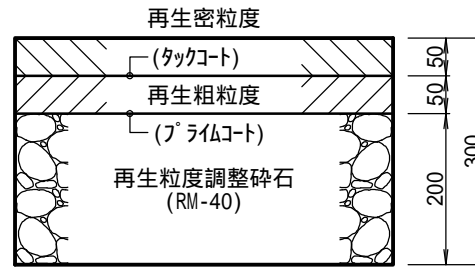 再生密粒度
(タックコート)
再生粗粒度
(プライムコート)
再生粒度調整砕石
(RM-40)
50
50
200
300